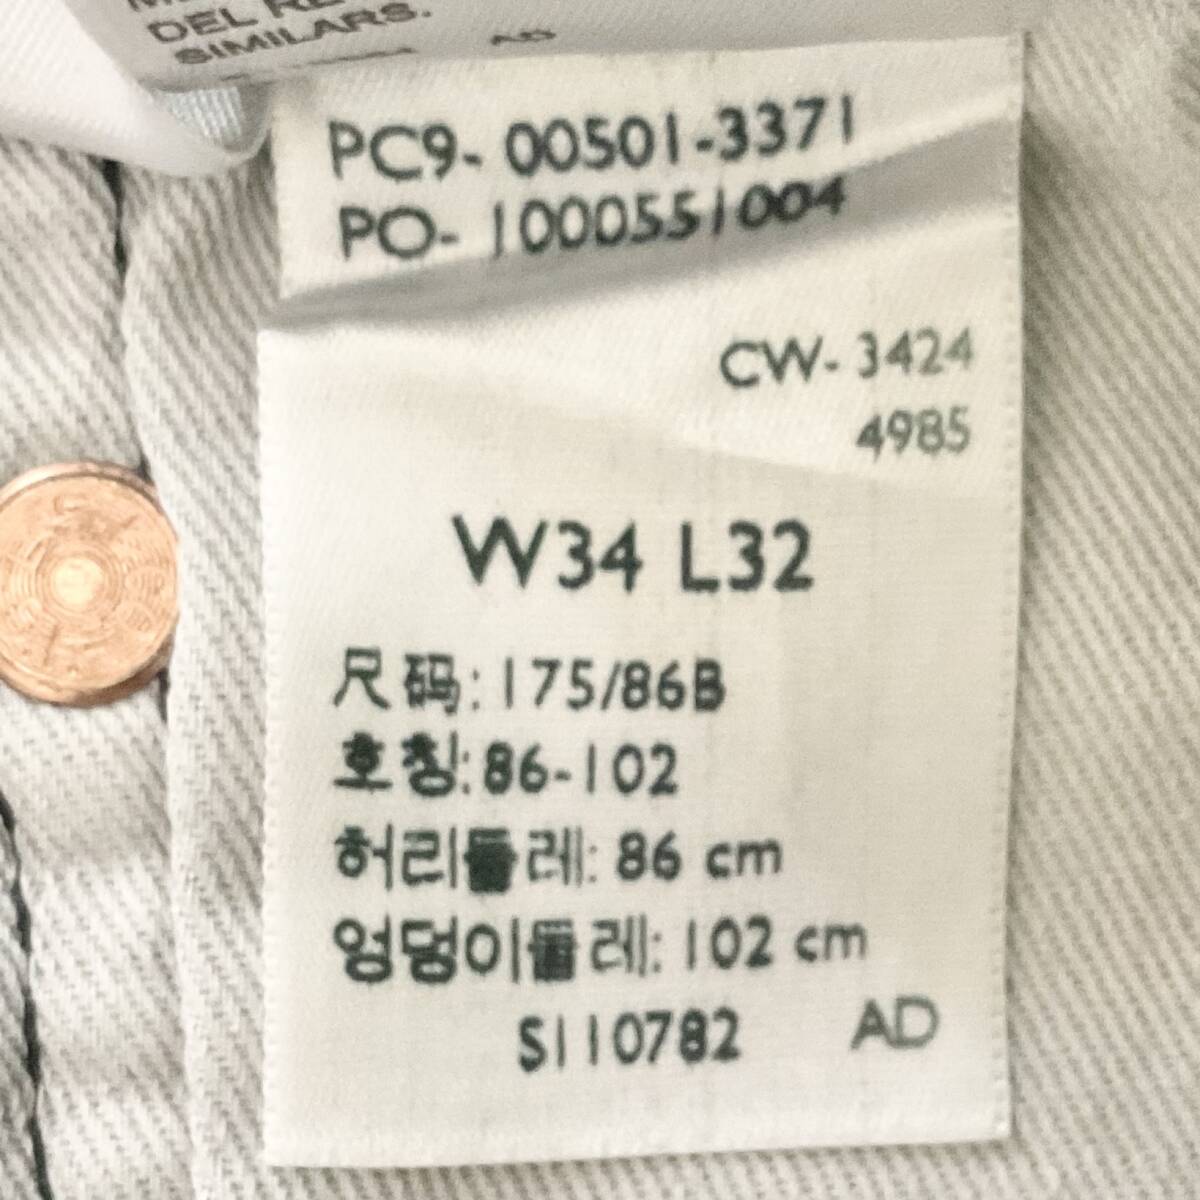 DEL
SIMILARS.
AD
PC9- 00501-3371
PO- 1000551004
CW- 3424
4985
W34 L32
尺码: 175/86B
호칭: 86-102
허리둘레: 86 cm
엉덩이둘레: 102 cm
S110782 AD